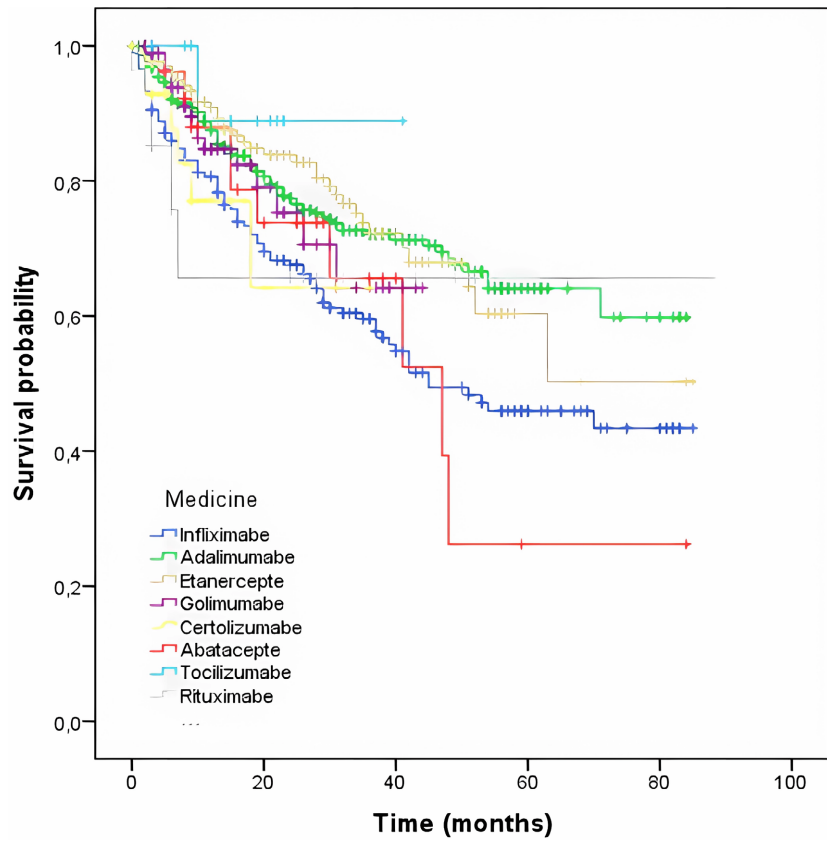 1,0
0,8
0,6
0,4
0,2
0,0
Survival probability
Medicine
Infliximabe
Adalimumabe
Etanercepte
Golimumabe
Certolizumabe
Abatacepte
Tocilizumabe
Rituximabe
...
0 20 40 60 80 100
Time (months)